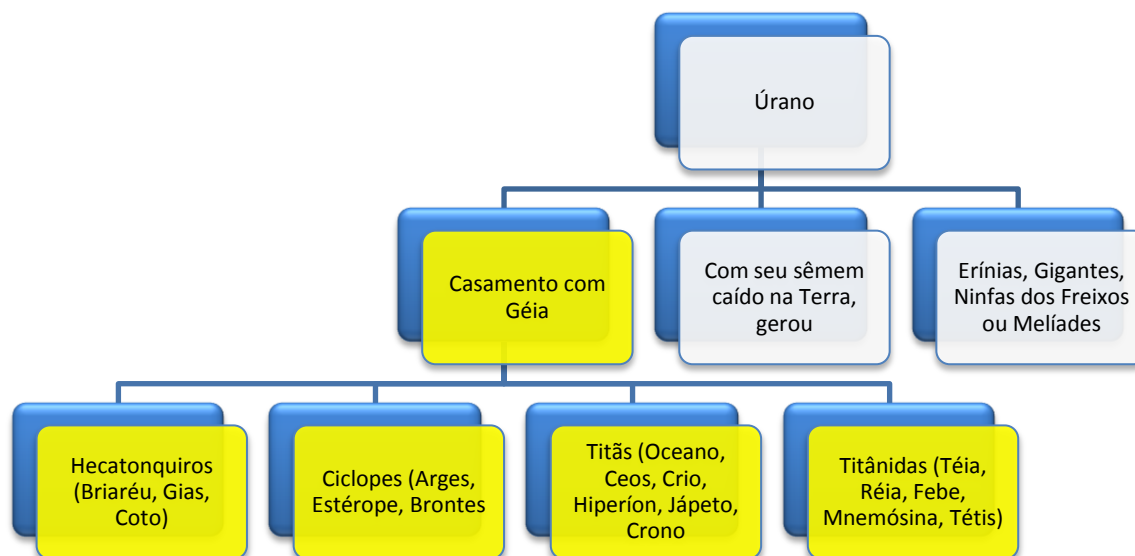 Úrano
Casamento com
Géia
Com seu sêmem
caído na Terra,
gerou
Erínias, Gigantes,
Ninfas dos Freixos
ou Melíades
Hecatonquiros
(Briaréu, Gias,
Coto)
Ciclopes (Arges,
Estérope, Brontes
Titãs (Oceano,
Ceos, Crio,
Hiperíon, Jápeto,
Crono
Titânidas (Téia,
Réia, Febe,
Mnemósina, Tétis)